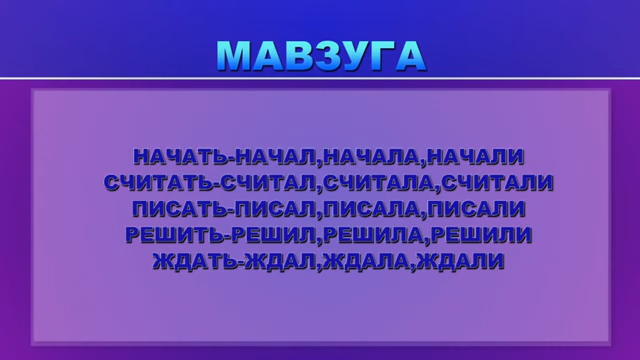 МАВЗУГА
НАЧАТЬ-НАЧАЛ,НАЧАЛА,НАЧАЛИ
СЧИТАТЬ-СЧИТАЛ,СЧИТАЛА,СЧИТАЛИ
ПИСАТЬ-ПИСАЛ,ПИСАЛА,ПИСАЛИ
РЕШИТЬ-РЕШИЛ,РЕШИЛА,РЕШИЛИ
ЖДАТЬ-ЖДАЛ,ЖДАЛА,ЖДАЛИ